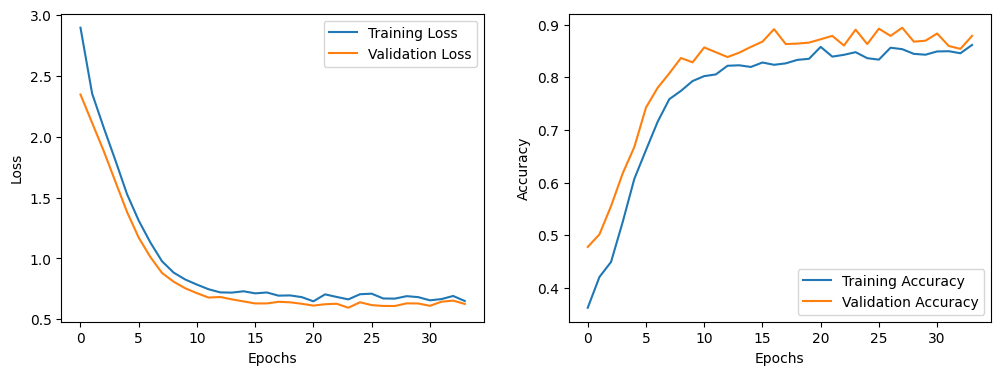 3.0
2.5
2.0
1.5
1.0
0.5
Loss
0 5 10 15 20 25 30
Epochs
Training Loss
Validation Loss
0.9
0.8
0.7
0.6
0.5
0.4
Accuracy
0 5 10 15 20 25 30
Epochs
Training Accuracy
Validation Accuracy